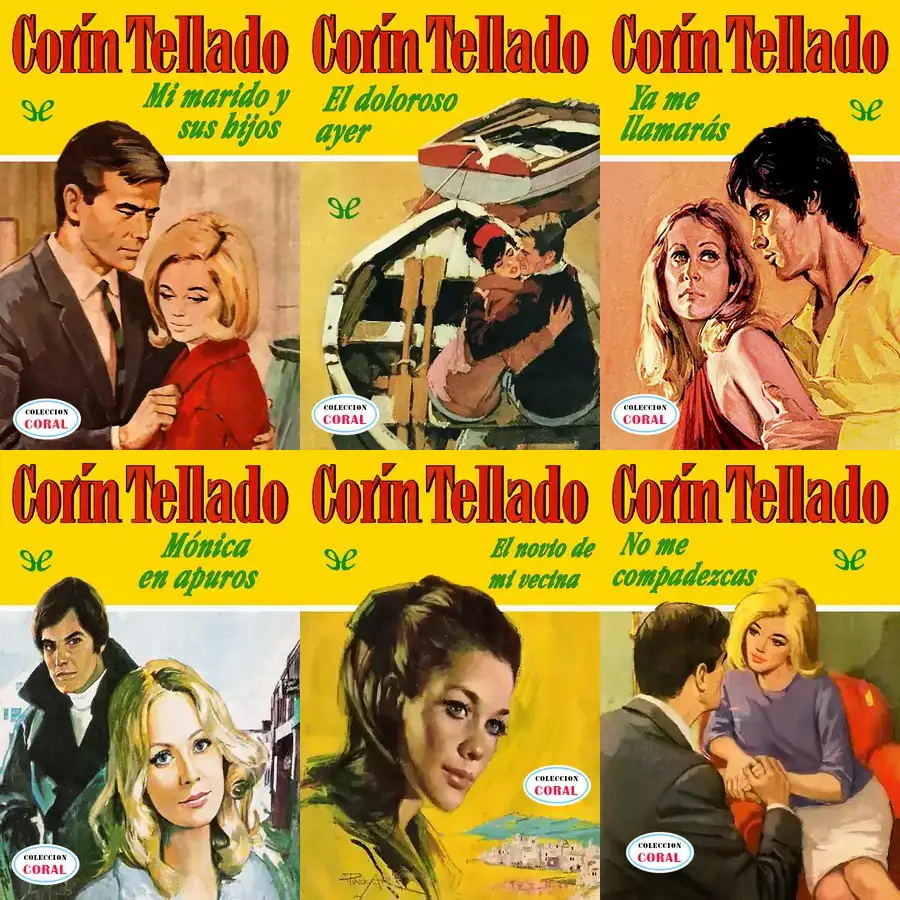 Corín Tellado
Mi marido y
sus hijos
COLECCION
CORAL
Corín Tellado
El doloroso
ayer
COLECCION
CORAL
Corín Tellado
Ya me
llamarás
COLECCION
CORAL
Corín Tellado
Mónica
en apuros
COLECCION
CORAL
Corín Tellado
El novio de
mi vecina
COLECCION
CORAL
Corín Tellado
No me
compadezcas
COLECCION
CORAL